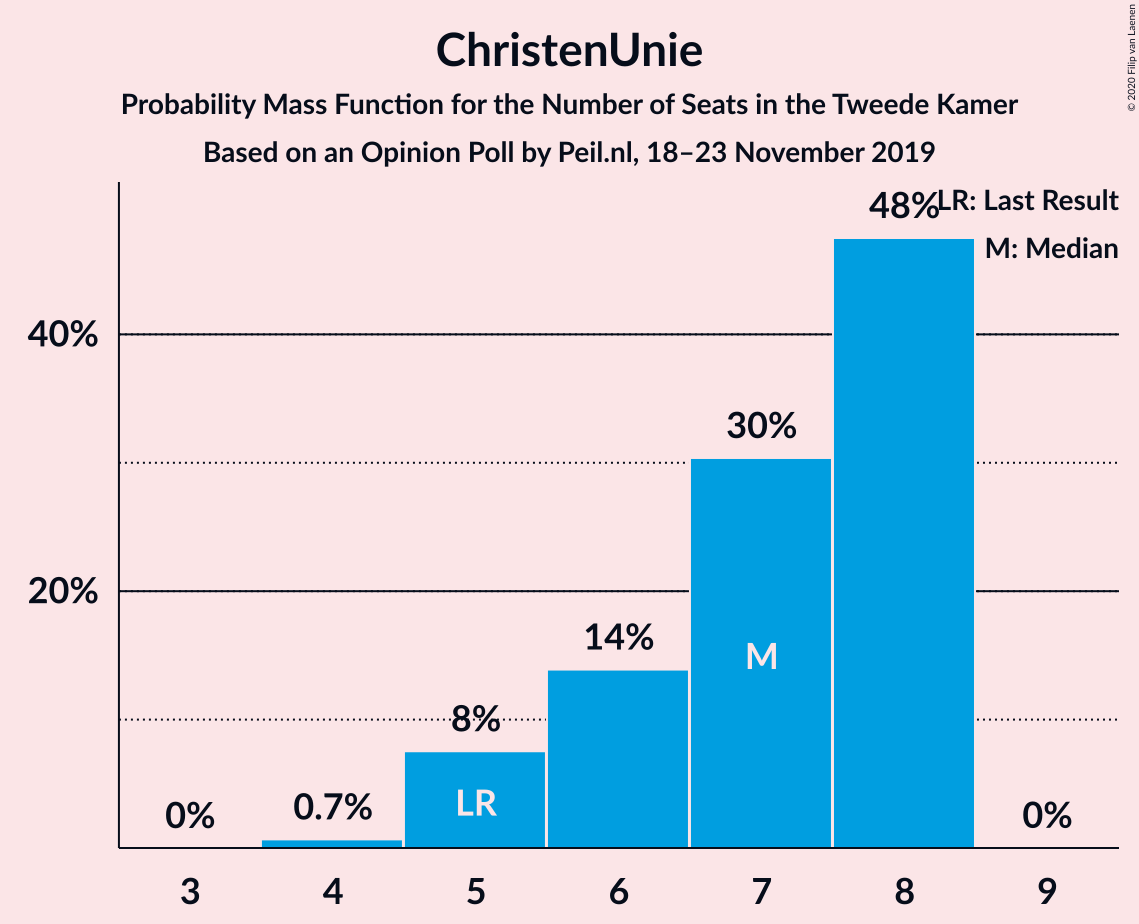 ChristenUnie
Probability Mass Function for the Number of Seats in the Tweede Kamer
Based on an Opinion Poll by Peil.nl, 18–23 November 2019
© 2020 Filip van Laenen
LR: Last Result
M: Median
40%
20%
0%
0.7%
8%
14%
30%
48%
0%
LR
M
3 4 5 6 7 8 9